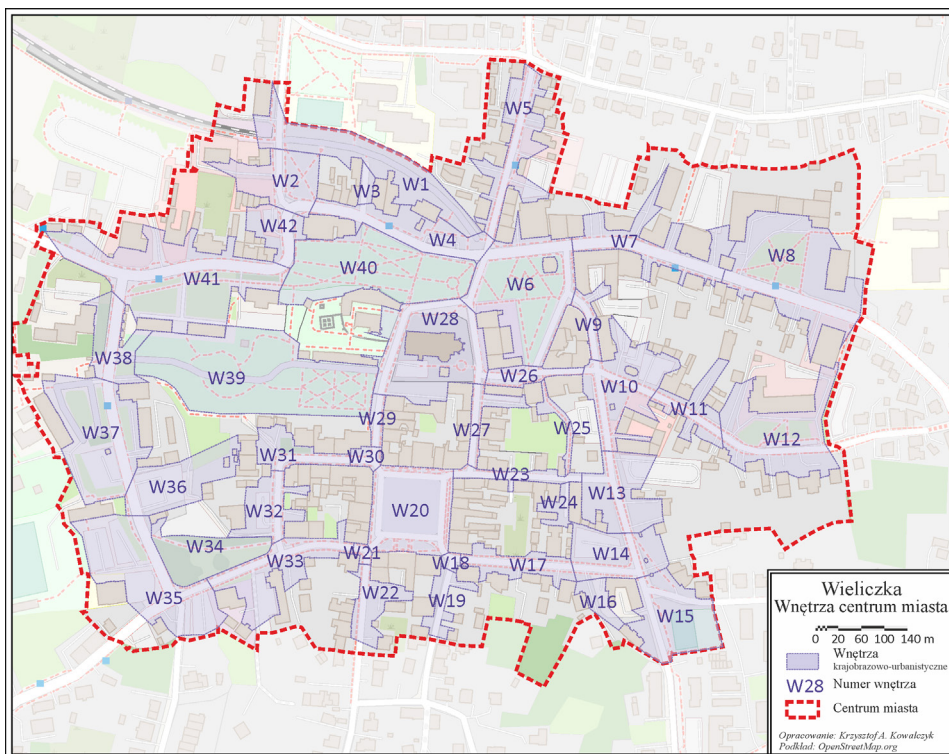 W5
W1
W3
W2
W42
W4
W7
W8
W40
W41
W6
W28
W9
W38
W39
W26
W10
W11
W29
W27
W25
W12
W37
W31
W30
W23
W36
W13
W24
W32
W20
W34
W14
W21
W33
W18
W17
W35
W22
W19
W16
W15
Wieliczka
Wnętrza centrum miasta
0 20 60 100 140 m
Wnętrza
krajobrazowo-urbanistyczne
W28 Numer wnętrza
Centrum miasta
Opracowanie: Krzysztof A. Kowalczyk
Podkład: OpenStreetMap.org